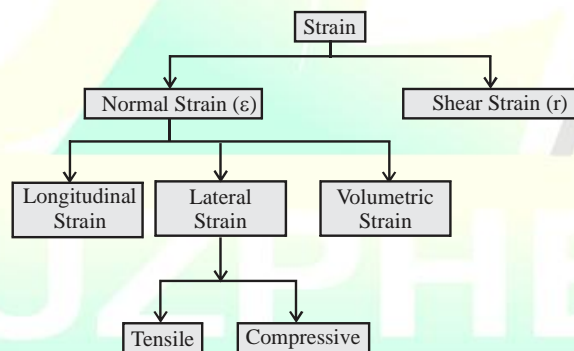 Strain
Normal Strain (ε)
Shear Strain (r)
Longitudinal
Strain
Lateral
Strain
Volumetric
Strain
Tensile
Compressive